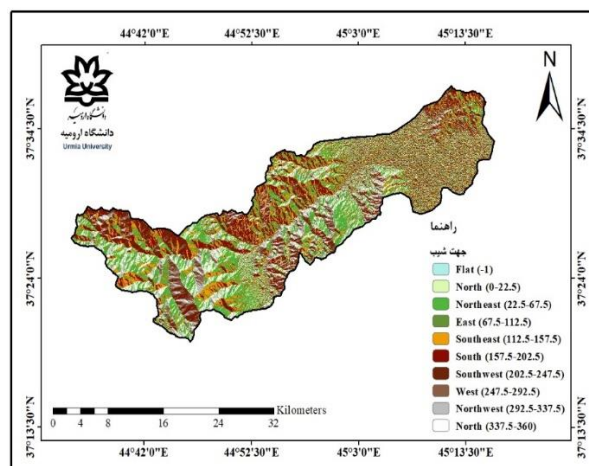 44°42'0"E 44°52'30"E 45°3'0"E 45°13'30"E
N
دانشگاه ارومیه
دانشگاه ارومیه
Urmia University
37°34'30"N
37°34'30"N
37°24'0"N
37°24'0"N
37°13'30"N
37°13'30"N
راهنما
جهت شیب
Flat (-1)
North (0-22.5)
Northeast (22.5-67.5)
East (67.5-112.5)
Southeast (112.5-157.5)
South (157.5-202.5)
Southwest (202.5-247.5)
West (247.5-292.5)
Northwest (292.5-337.5)
North (337.5-360)
Kilometers
0 4 8 16 24 32
44°42'0"E 44°52'30"E 45°3'0"E 45°13'30"E